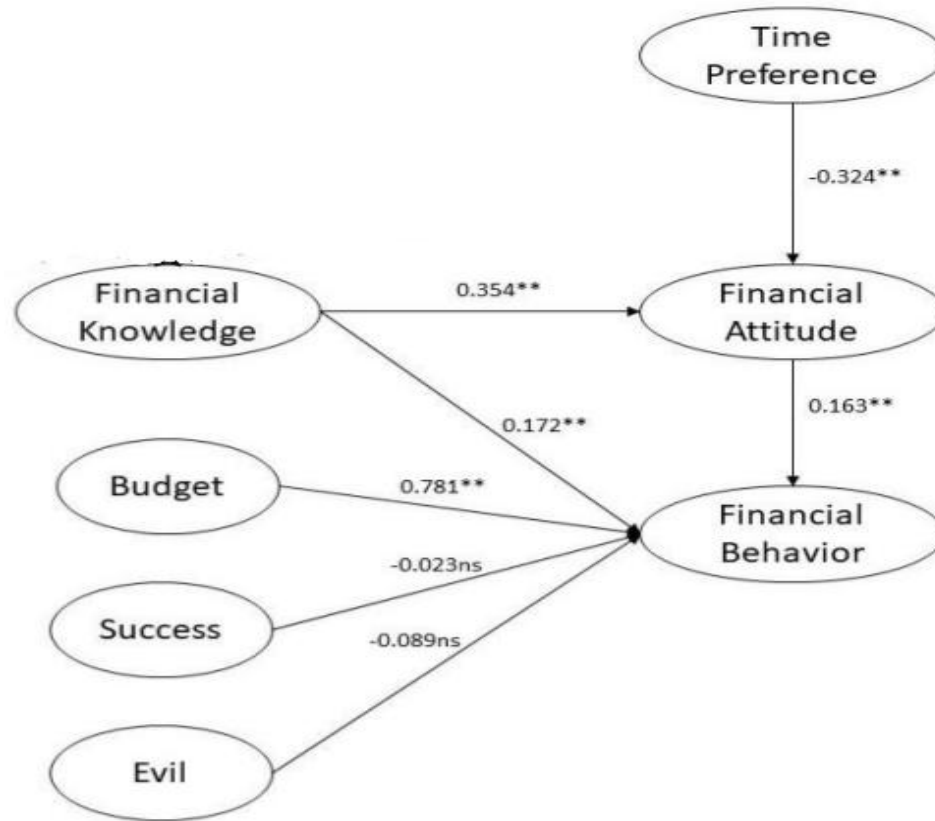 Time
Preference
-0.324**
Financial
Knowledge
0.354**
Financial
Attitude
0.163**
0.172**
Budget
0.781**
Financial
Behavior
-0.023ns
Success
-0.089ns
Evil